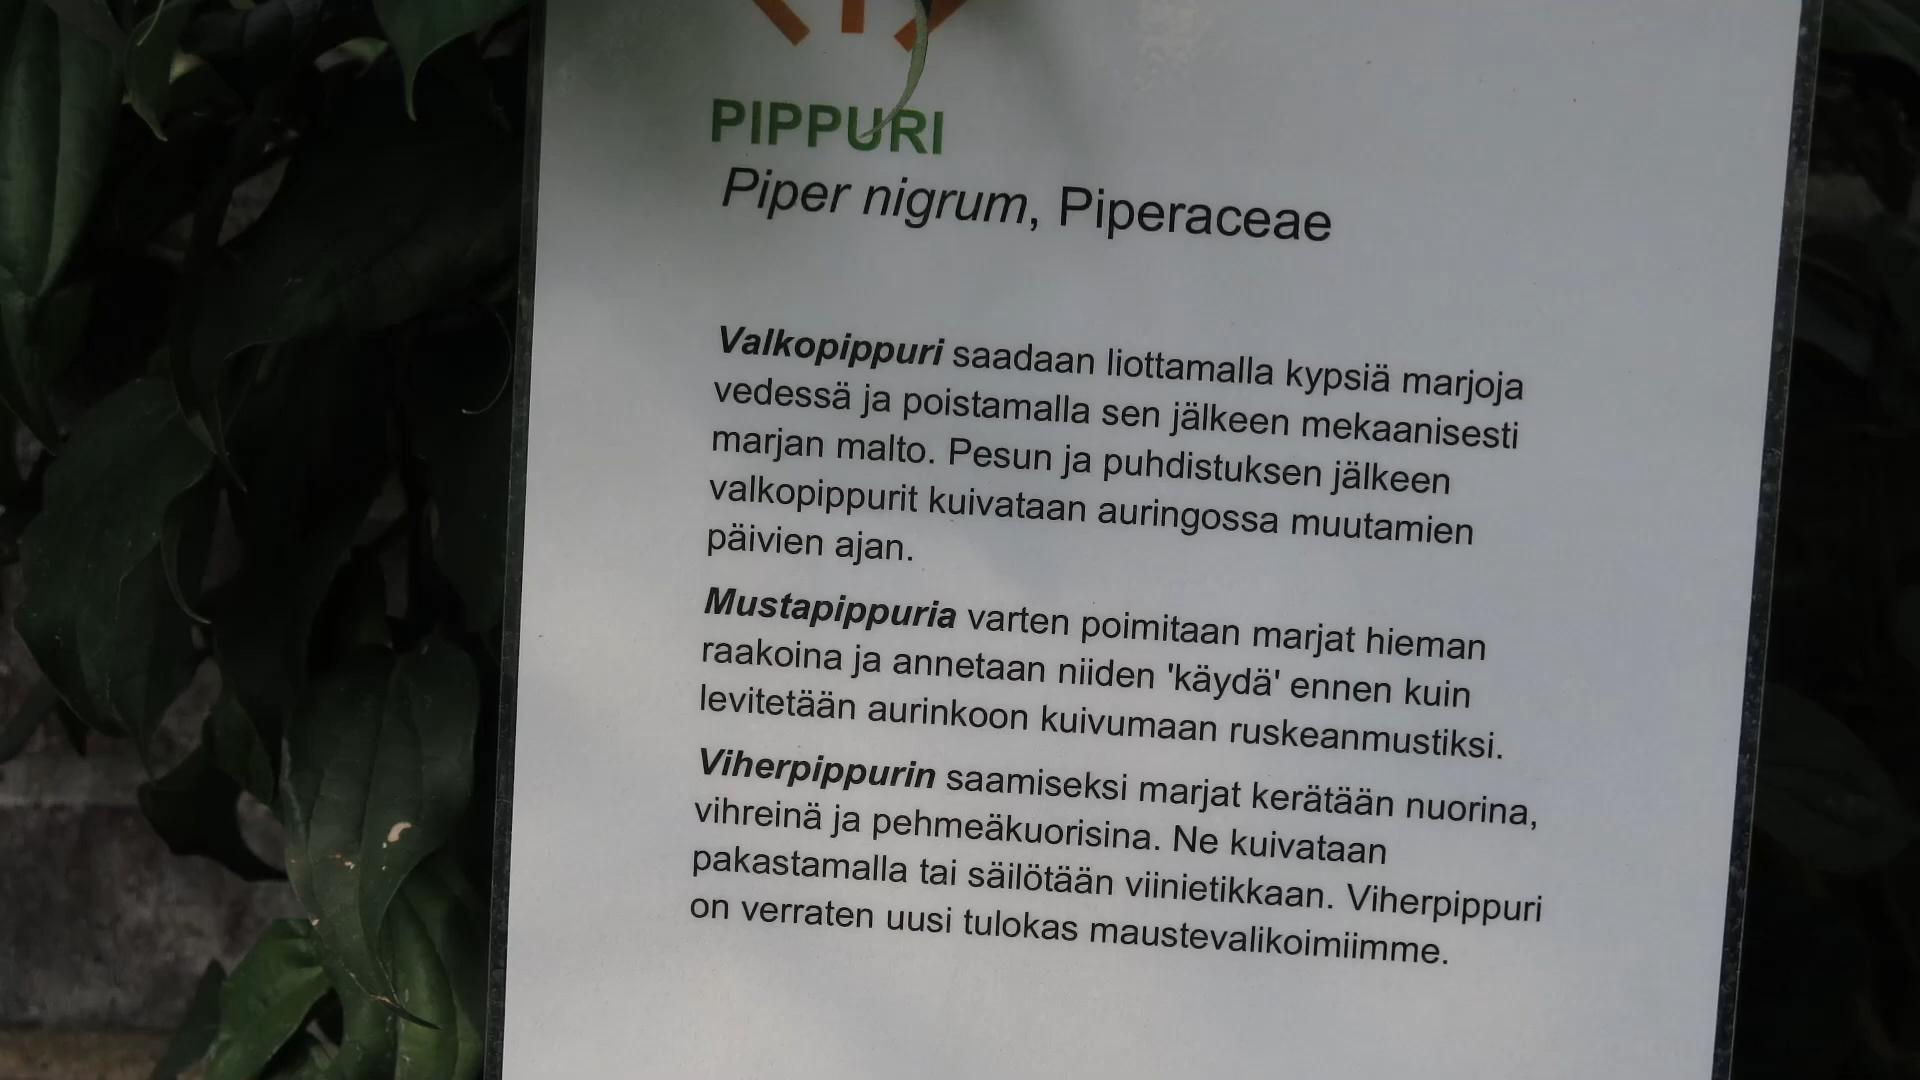 PIPPURI
Piper nigrum, Piperaceae
Valkopippuri saadaan liottamalla kypsiä marjoja
vedessä ja poistamalla sen jälkeen mekaanisesti
marjan malto. Pesun ja puhdistuksen jälkeen
valkopippurit kuivataan auringossa muutamien
päivien ajan.
Mustapippuria varten poimitaan marjat hieman
raakoina ja annetaan niiden 'käydä' ennen kuin
levitetään aurinkoon kuivumaan ruskeanmustiksi.
Viherpippurin saamiseksi marjat kerätään nuorina,
vihreinä ja pehmeäkuorisina. Ne kuivataan
pakastamalla tai säilötään viinietikkaan. Viherpippuri
on verraten uusi tulokas maustevalikoimiimme.